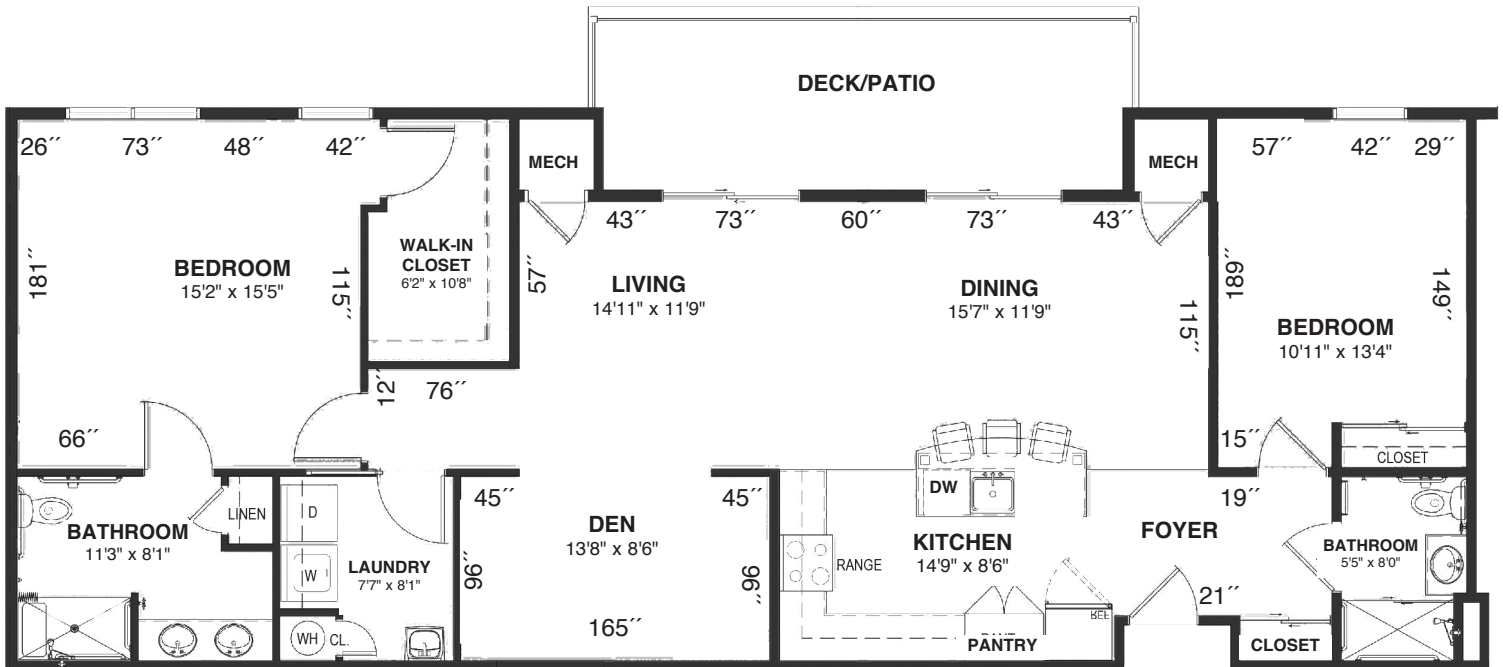 DECK/PATIO
26′′ 73′′ 48′′ 42′′
MECH
MECH
57′′ 42′′ 29′′
43′′ 73′′ 60′′ 73′′ 43′′
181′′
BEDROOM
15'2" x 15'5"
115′′
WALK-IN
CLOSET
6'2" x 10'8"
57′′
LIVING
14'11" x 11'9"
DINING
15'7" x 11'9"
115′′
189′′
149′′
BEDROOM
10'11" x 13'4"
12′′
76′′
66′′
15′′
CLOSET
BATHROOM
11'3" x 8'1"
LINEN
D
W
LAUNDRY
7'7" x 8'1"
WH
CL.
45′′
45′′
96′′
DEN
13'8" x 8'6"
96′′
165′′
DW
RANGE
KITCHEN
14'9" x 8'6"
REF
PANTRY
19′′
FOYER
21′′
CLOSET
BATHROOM
5'5" x 8'0"